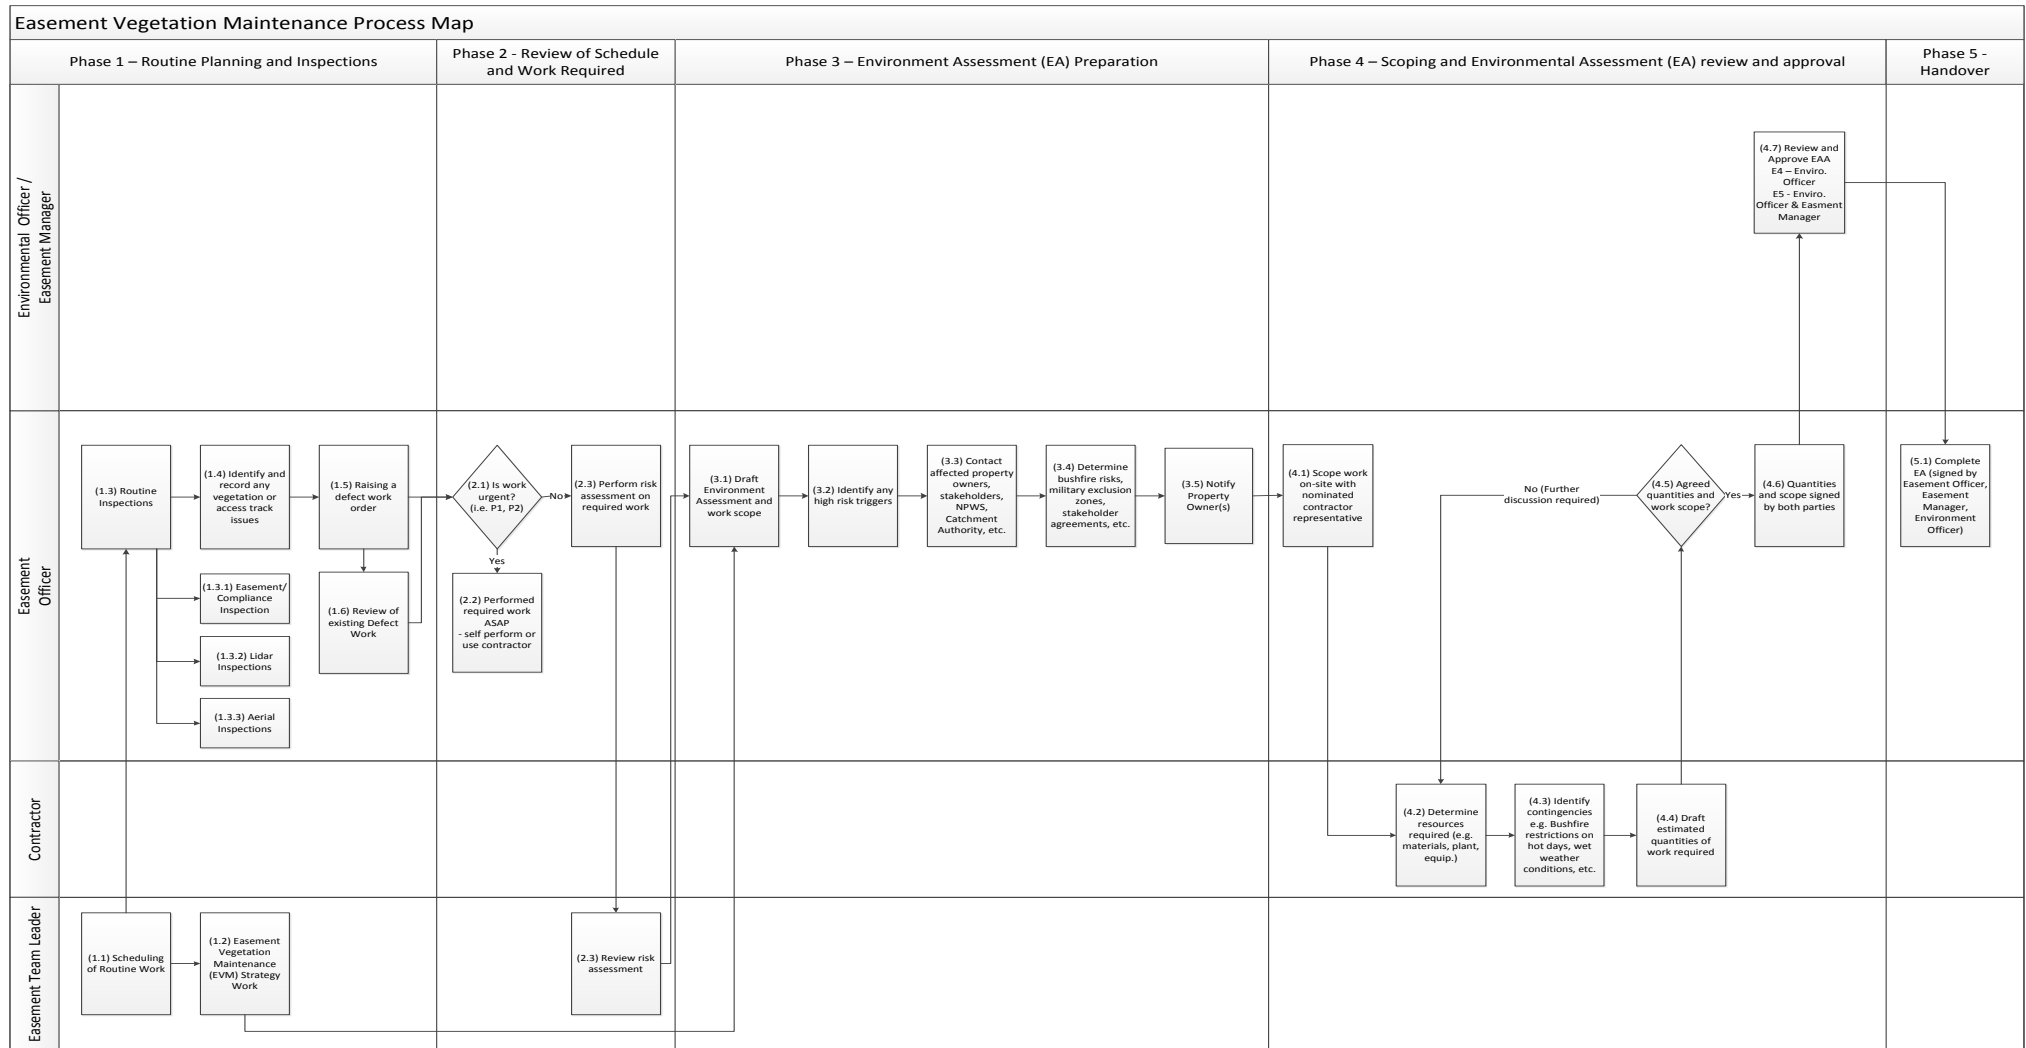 Easement Vegetation Maintenance Process Map
Phase 1 – Routine Planning and Inspections
Phase 2 - Review of Schedule
and Work Required
Phase 3 – Environment Assessment (EA) Preparation
Phase 4 – Scoping and Environmental Assessment (EA) review and approval
Phase 5 -
Handover
Environmental Officer /
Easement Manager
(4.7) Review and
Approve EAA
E4 – Enviro.
Officer
E5 - Enviro.
Officer & Easment
Manager
Easement
Officer
(1.3) Routine
Inspections
(1.4) Identify and
record any
vegetation or
access track
issues
(1.5) Raising a
defect work
order
(1.3.1) Easement/
Compliance
Inspection
(1.3.2) Lidar
Inspections
(1.3.3) Aerial
Inspections
(1.6) Review of
existing Defect
Work
(2.1) Is work
urgent?
(i.e. P1, P2)
No
Yes
(2.2) Performed
required work
ASAP
- self perform or
use contractor
(2.3) Perform risk
assessment on
required work
(3.1) Draft
Environment
Assessment and
work scope
(3.2) Identify any
high risk triggers
(3.3) Contact
affected property
owners,
stakeholders,
NPWS,
Catchment
Authority, etc.
(3.4) Determine
bushfire risks,
military exclusion
zones,
stakeholder
agreements, etc.
(3.5) Notify
Property
Owner(s)
(4.1) Scope work
on-site with
nominated
contractor
representative
No (Further
discussion required)
(4.5) Agreed
quantities and
work scope?
Yes
(4.6) Quantities
and scope signed
by both parties
(5.1) Complete
EA (signed by
Easement Officer,
Easement
Manager,
Environment
Officer)
Contractor
(4.2) Determine
resources
required (e.g.
materials, plant,
equip.)
(4.3) Identify
contingencies
e.g. Bushfire
restrictions on
hot days, wet
weather
conditions, etc.
(4.4) Draft
estimated
quantities of
work required
Easement Team Leader
(1.1) Scheduling
of Routine Work
(1.2) Easement
Vegetation
Maintenance
(EVM) Strategy
Work
(2.3) Review risk
assessment